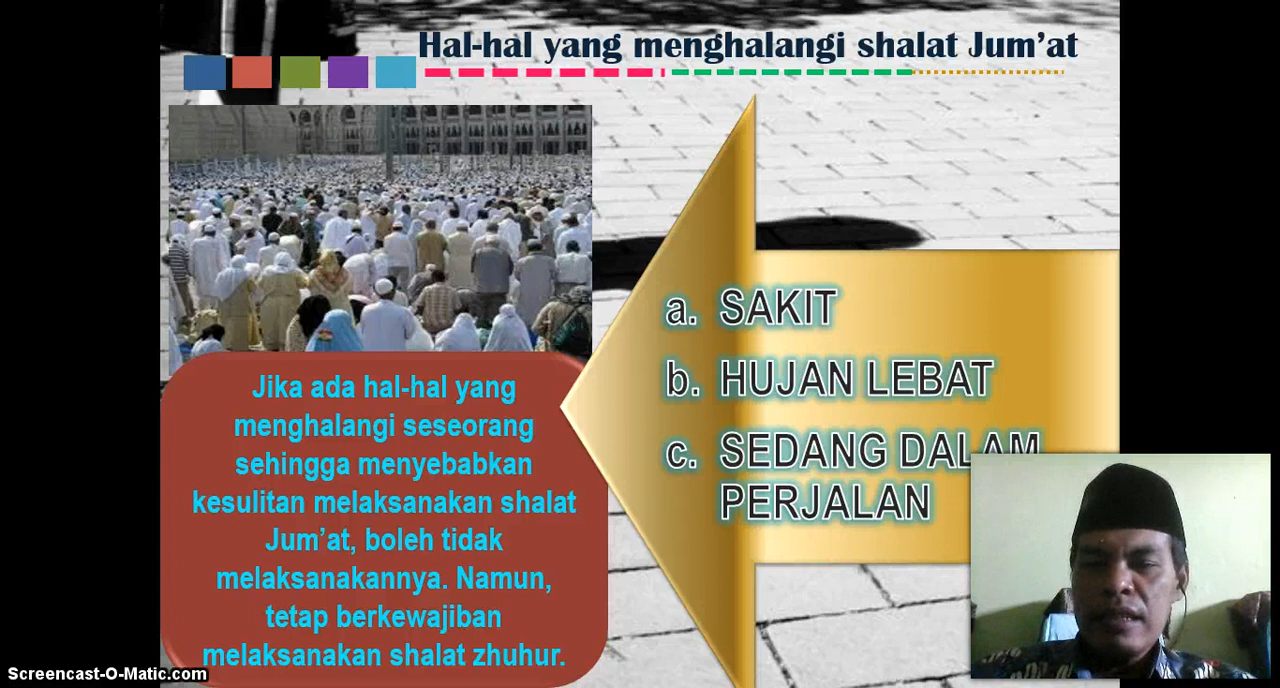 Hal-hal yang menghalangi shalat Jum'at
a. SAKIT
b. HUJAN LEBAT
c. SEDANG DALAM
PERJALAN
Jika ada hal-hal yang
menghalangi seseorang
sehingga menyebabkan
kesulitan melaksanakan shalat
Jum'at, boleh tidak
melaksanakannya. Namun,
tetap berkewajiban
melaksanakan shalat zhuhur.
Screencast-O-Matic.com